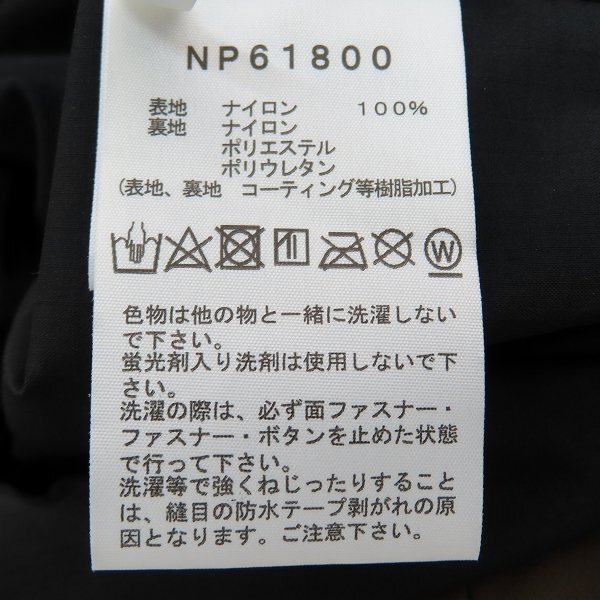 NP61800
表地 ナイロン 100%
裏地 ナイロン
ポリエステル
ポリウレタン
(表地、裏地 コーティング等樹脂加工)
W
色物は他の物と一緒に洗濯しない
で下さい。
蛍光剤入り洗剤は使用しないで下
さい。
洗濯の際は、必ず面ファスナー・
ファスナー・ボタンを止めた状態
で行って下さい。
洗濯等で強くねじったりすること
は、縫目の防水テープ剥がれの原
因となります。ご注意下さい。